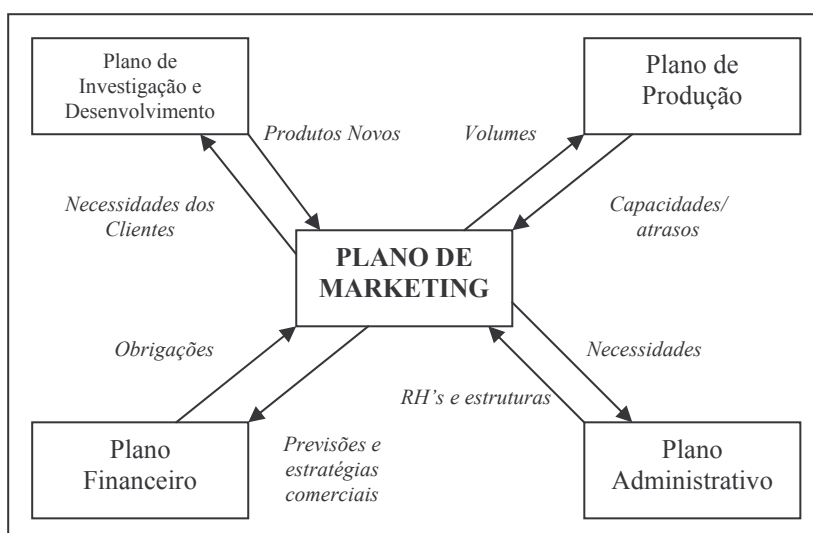 Plano de
Investigação e
Desenvolvimento
Plano de
Produção
Produtos Novos
Volumes
Necessidades dos
Clientes
Capacidades/
atrasos
PLANO DE
MARKETING
Obrigações
Necessidades
RH’s e estruturas
Plano
Financeiro
Previsões e
estratégias
comerciais
Plano
Administrativo